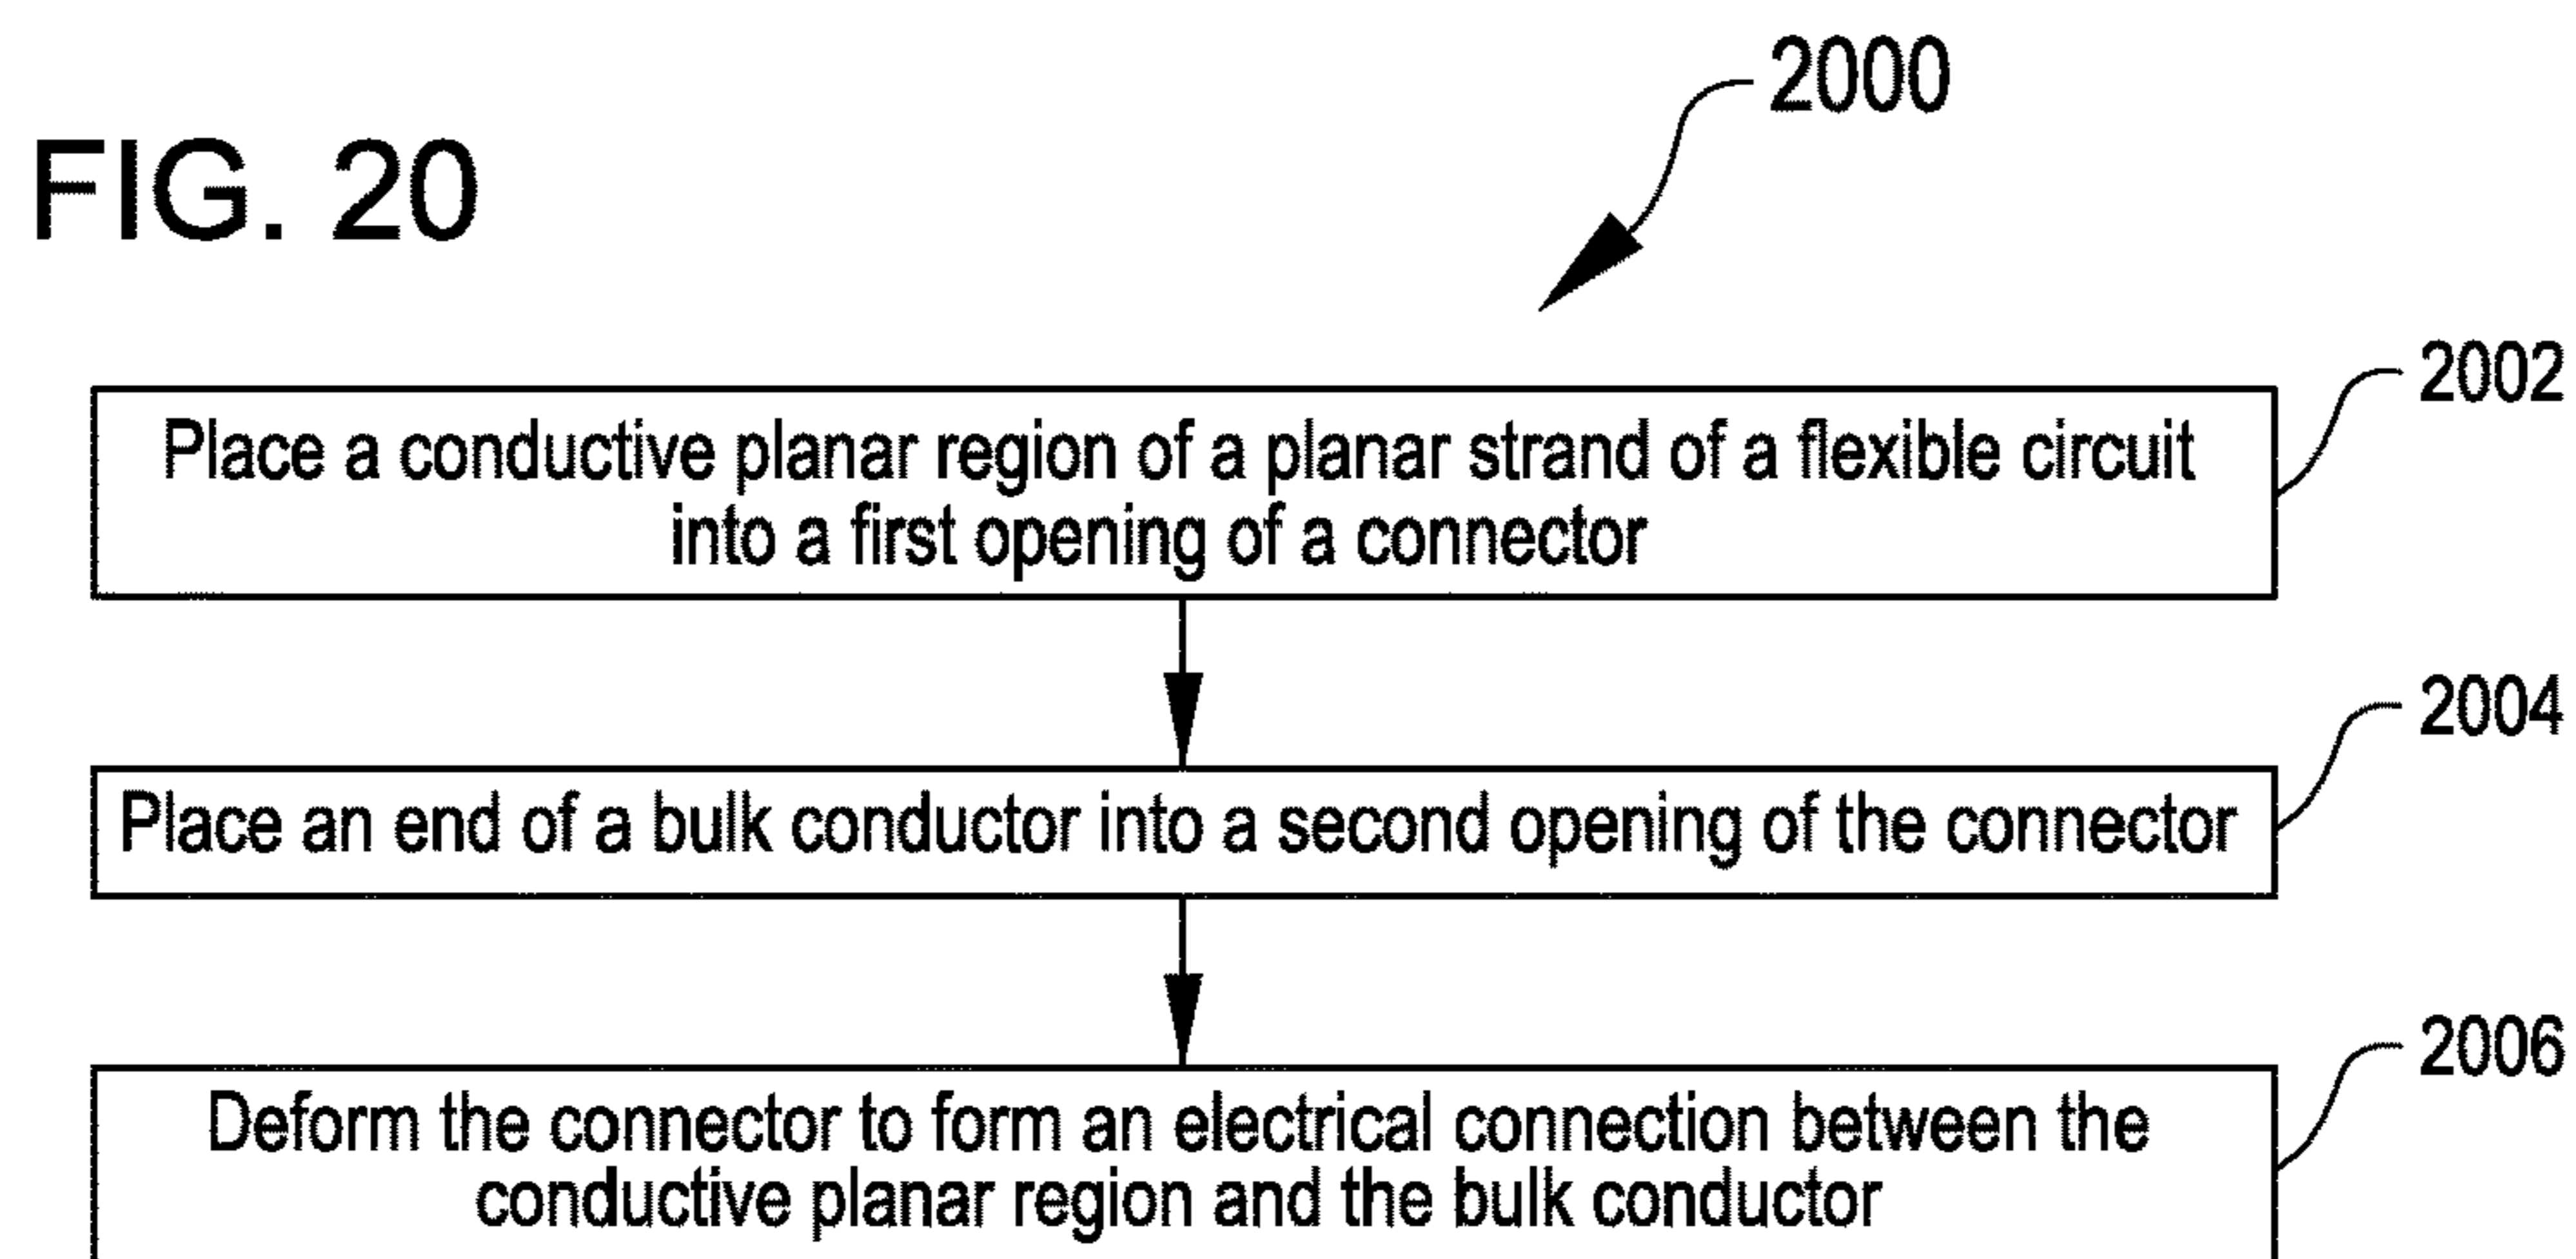 2000
FIG. 20
2002
Place a conductive planar region of a planar strand of a flexible circuit
into a first opening of a connector
2004
Place an end of a bulk conductor into a second opening of the connector
2006
Deform the connector to form an electrical connection between the
conductive planar region and the bulk conductor